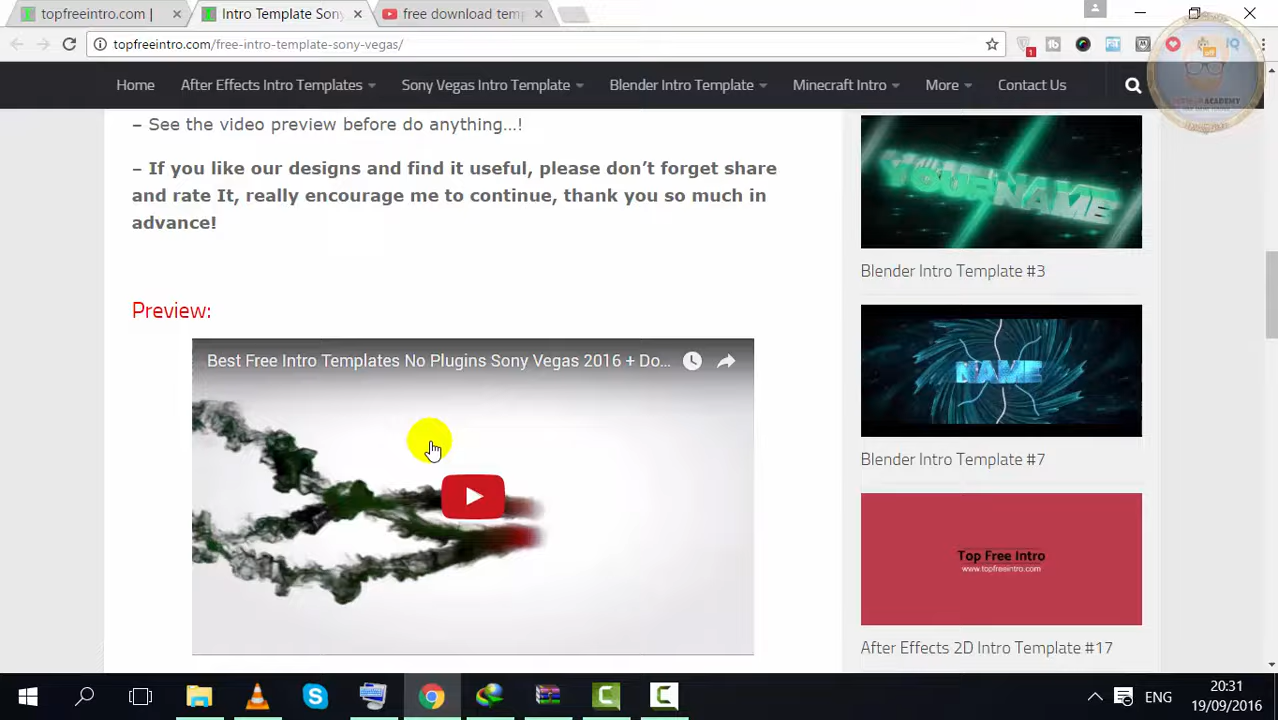 topfreeintro.com |
Intro Template Sony
free download temp
topfreeintro.com/free-intro-template-sony-vegas/
1
Home
After Effects Intro Templates
Sony Vegas Intro Template
Blender Intro Template
Minecraft Intro
More
Contact Us
– See the video preview before do anything...!
– If you like our designs and find it useful, please don't forget share
and rate It, really encourage me to continue, thank you so much in
advance!
Preview:
Best Free Intro Templates No Plugins Sony Vegas 2016 + Do...
YOURNAME
Blender Intro Template #3
NAME
Blender Intro Template #7
Top Free Intro
www.topfreeintro.com
After Effects 2D Intro Template #17
ENG
20:31
19/09/2016